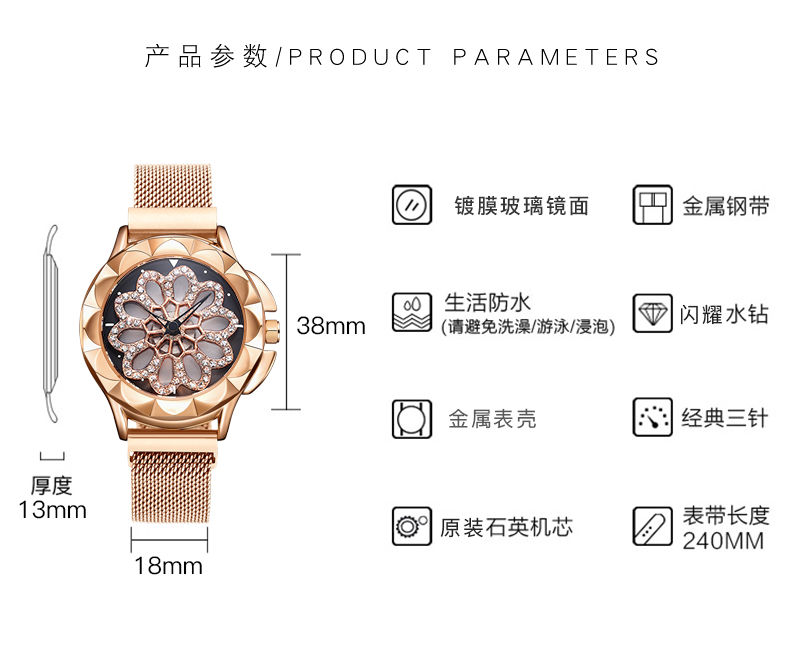 产品参数/PRODUCT PARAMETERS
镀膜玻璃镜面
金属钢带
生活防水
(请避免洗澡/游泳/浸泡)
闪耀水钻
38mm
金属表壳
经典三针
厚度
13mm
原装石英机芯
表带长度
240MM
18mm